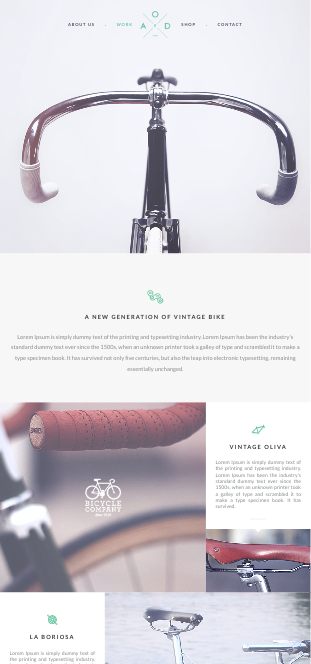 ABOUT US - WORK
A O D
SHOP - CONTACT
A NEW GENERATION OF VINTAGE BIKE
Lorem Ipsum is simply dummy text of the printing and typesetting industry. Lorem Ipsum has been the industry's
standard dummy text ever since the 1500s, when an unknown printer took a galley of type and scrambled it to make a
type specimen book. It has survived not only five centuries, but also the leap into electronic typesetting, remaining
essentially unchanged.
BICYCLE
COMPANY
VINTAGE OLIVA
Lorem Ipsum is simply dummy text of
the printing and typesetting industry.
Lorem Ipsum has been the industry's
standard dummy text ever since the
1500s, when an unknown printer took
a galley of type and scrambled it to
make a type specimen book. It has
survived.
LA BORIOSA
Lorem Ipsum is simply dummy text of
the printing and typesetting industry.